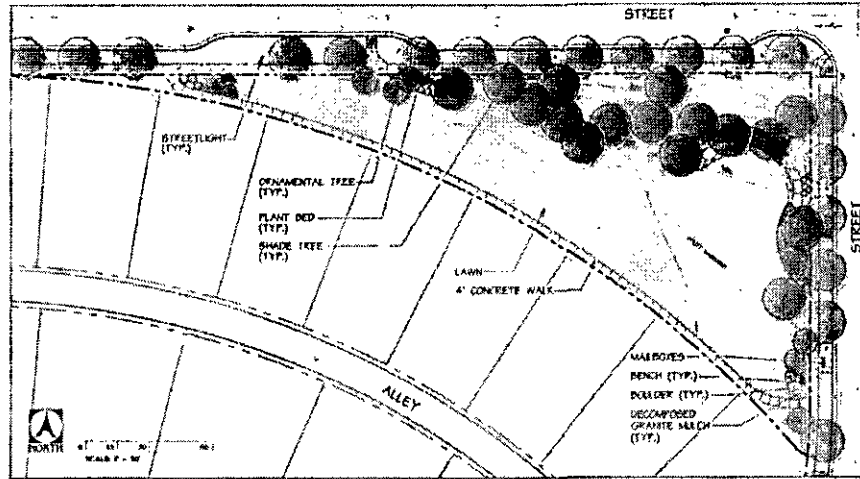 STREET
STREETLIGHT
(TYP.)
ORNAMENTAL TREE
(TYP.)
PLANT BED
(TYP.)
SHADE TREE
(TYP.)
LAWN
4' CONCRETE WALK
STREET
MAILBOXES
BENCH (TYP.)
BOULDER (TYP.)
DECOMPOSED
GRANITE MULCH
(TYP.)
ALLEY
NORTH